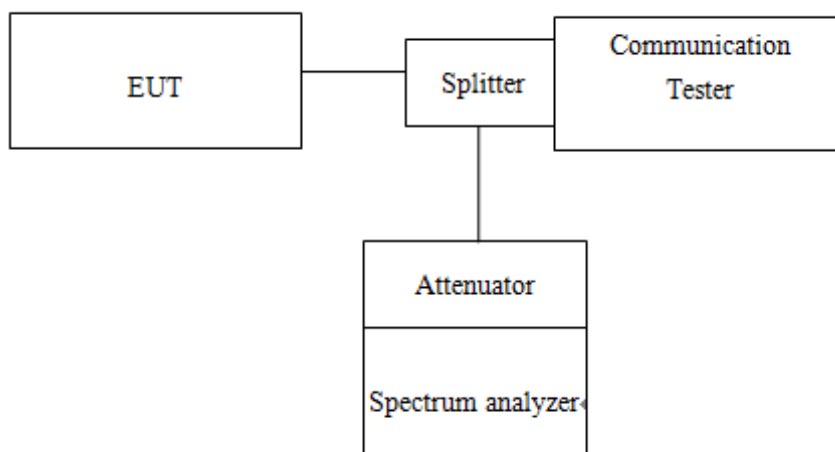 EUT
Splitter
Communication
Tester
Attenuator
Spectrum analyzer